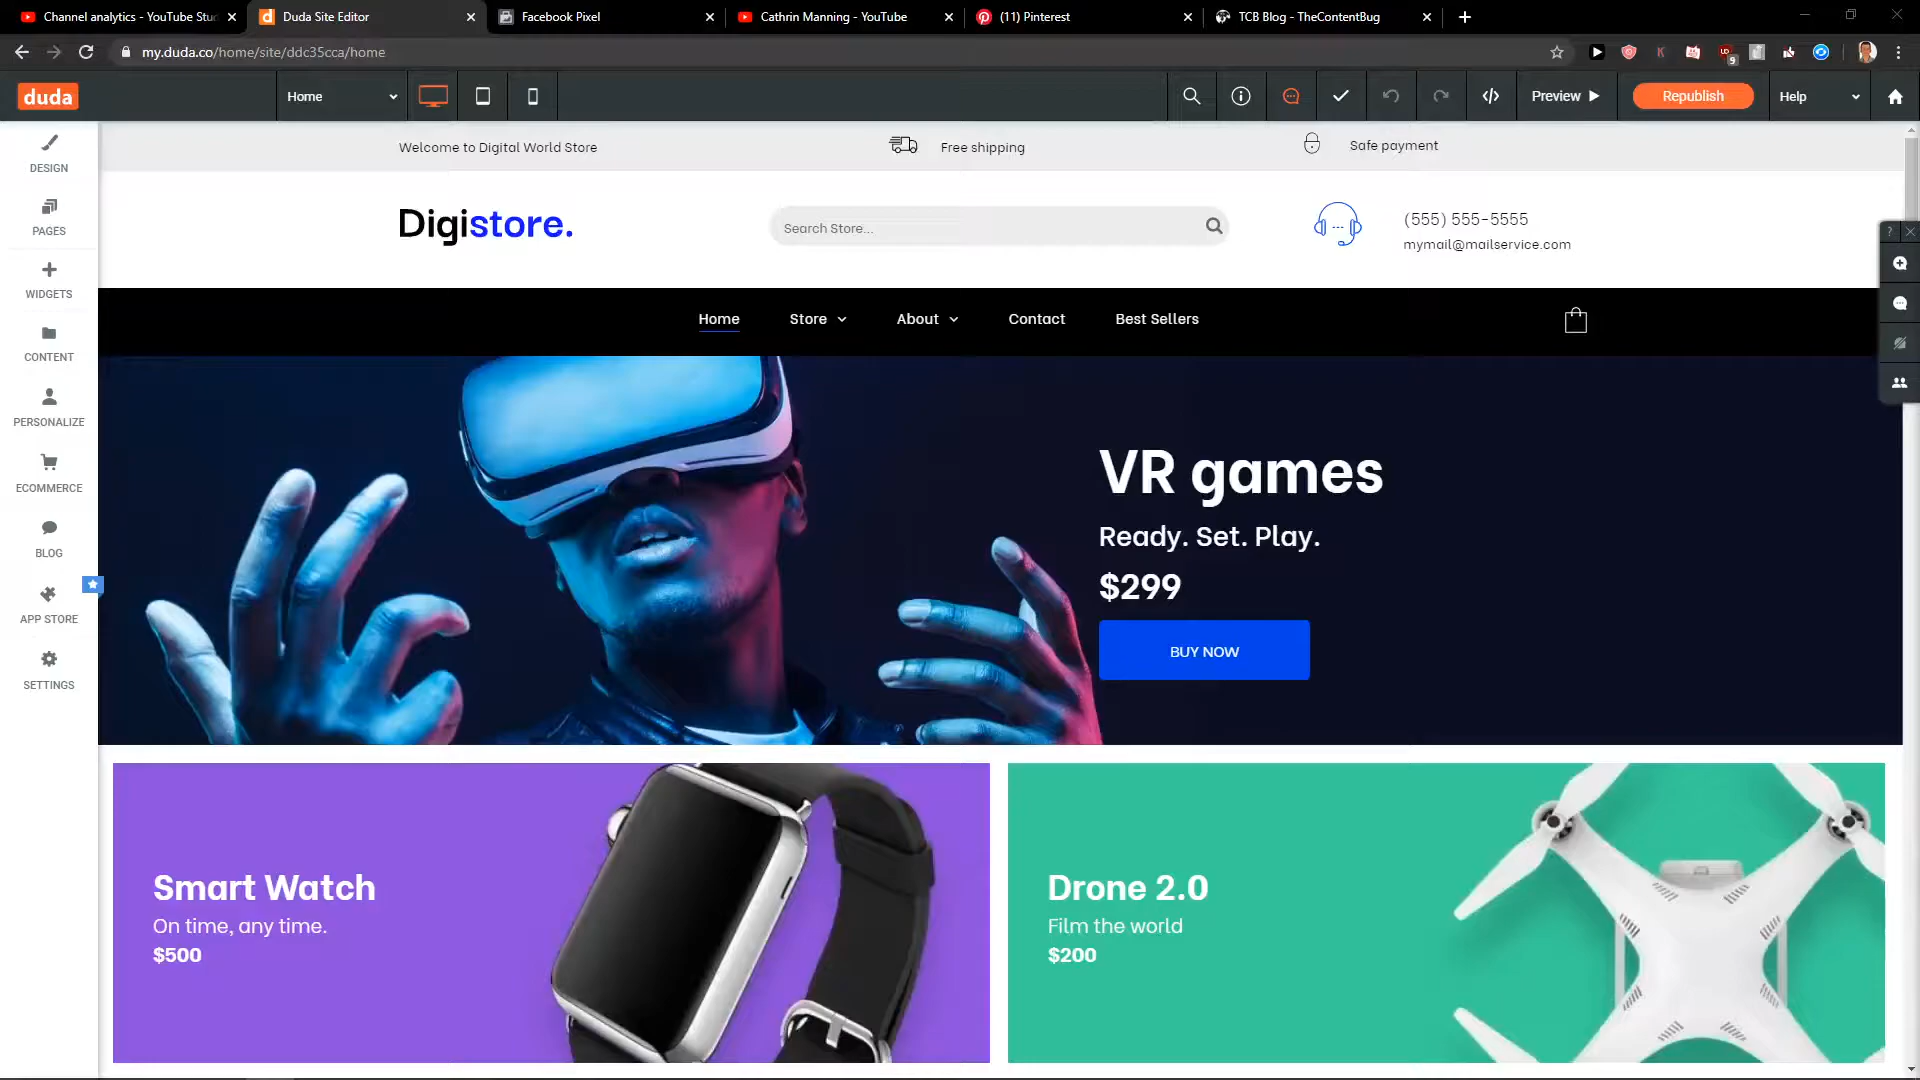 Channel analytics - YouTube Stu
Duda Site Editor
Facebook Pixel
Cathrin Manning - YouTube
(11) Pinterest
TCB Blog - TheContentBug
my.duda.co/home/site/ddc35cca/home
9
duda
Home
Preview
Republish
Help
DESIGN
PAGES
WIDGETS
CONTENT
PERSONALIZE
ECOMMERCE
BLOG
APP STORE
SETTINGS
Welcome to Digital World Store
Free shipping
Safe payment
Digistore.
Search Store...
(555) 555-5555
mymail@mailservice.com
Home
Store
About
Contact
Best Sellers
VR games
Ready. Set. Play.
$299
BUY NOW
Smart Watch
On time, any time.
$500
Drone 2.0
Film the world
$200